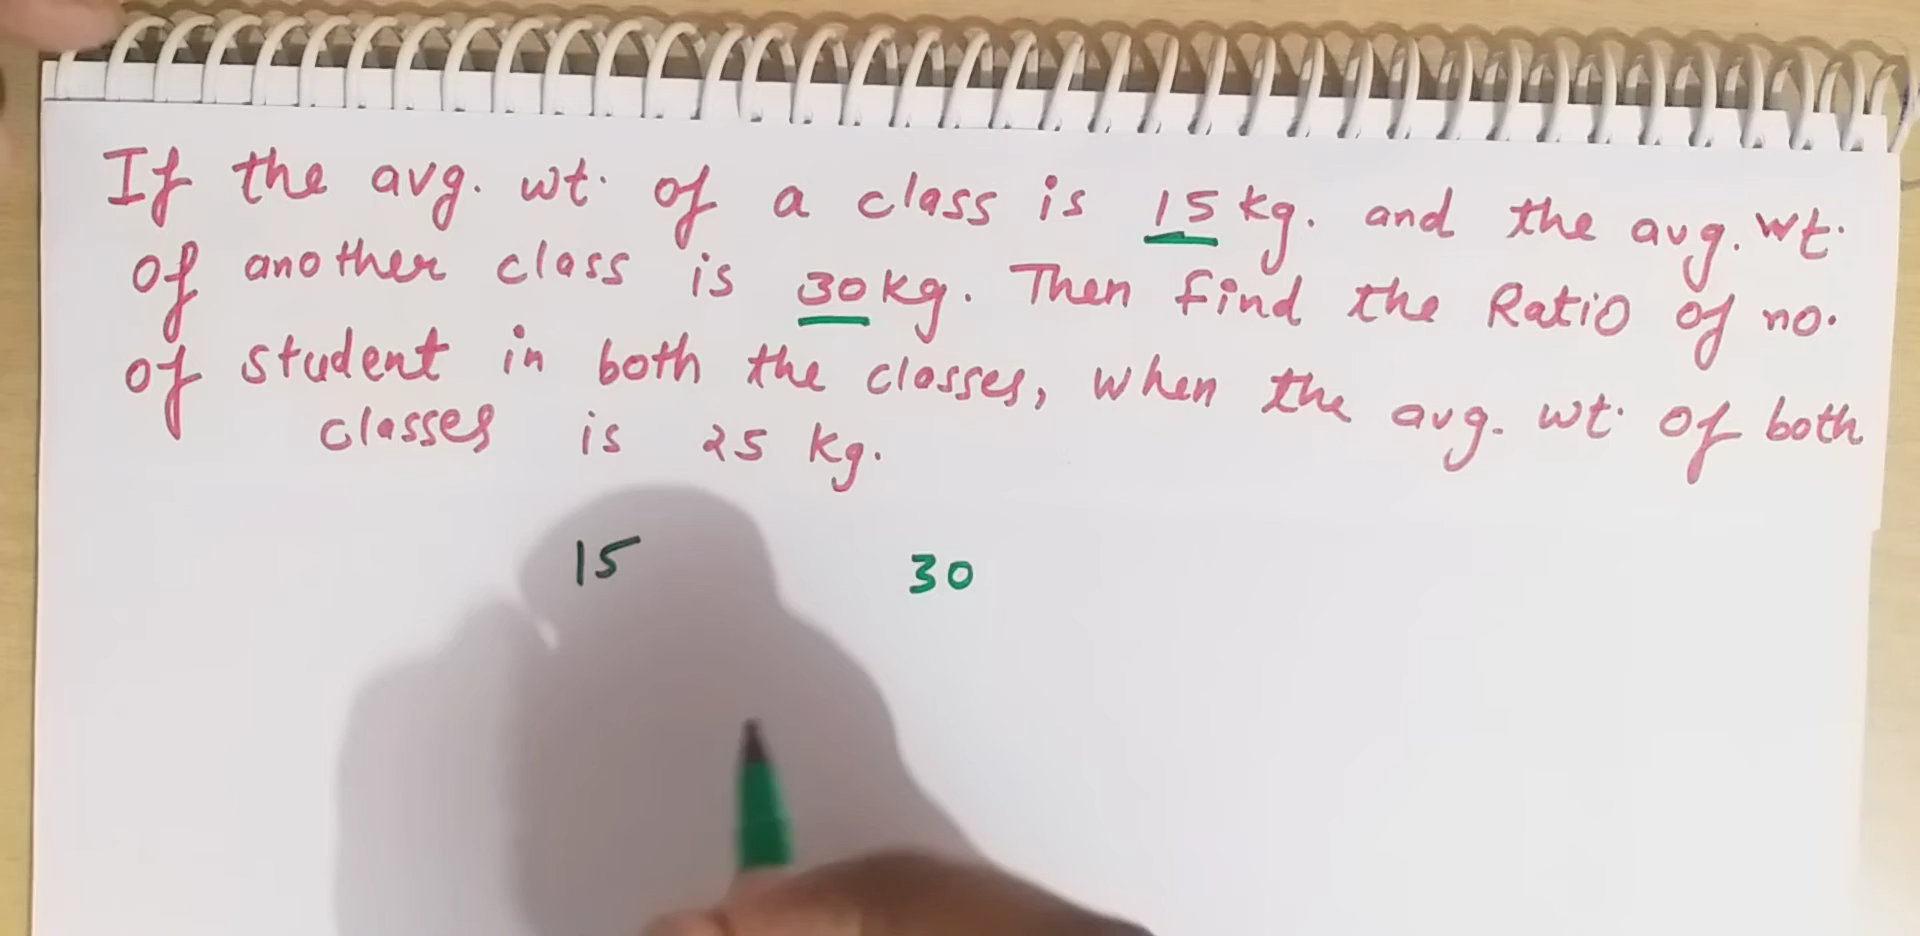 If the avg. wt. of a class is 15 kg. and the avg. wt.
of another class is 30 kg. Then find the Ratio of no.
of student in both the classes, when the avg. wt. of both
classes is 25 kg.
15 30